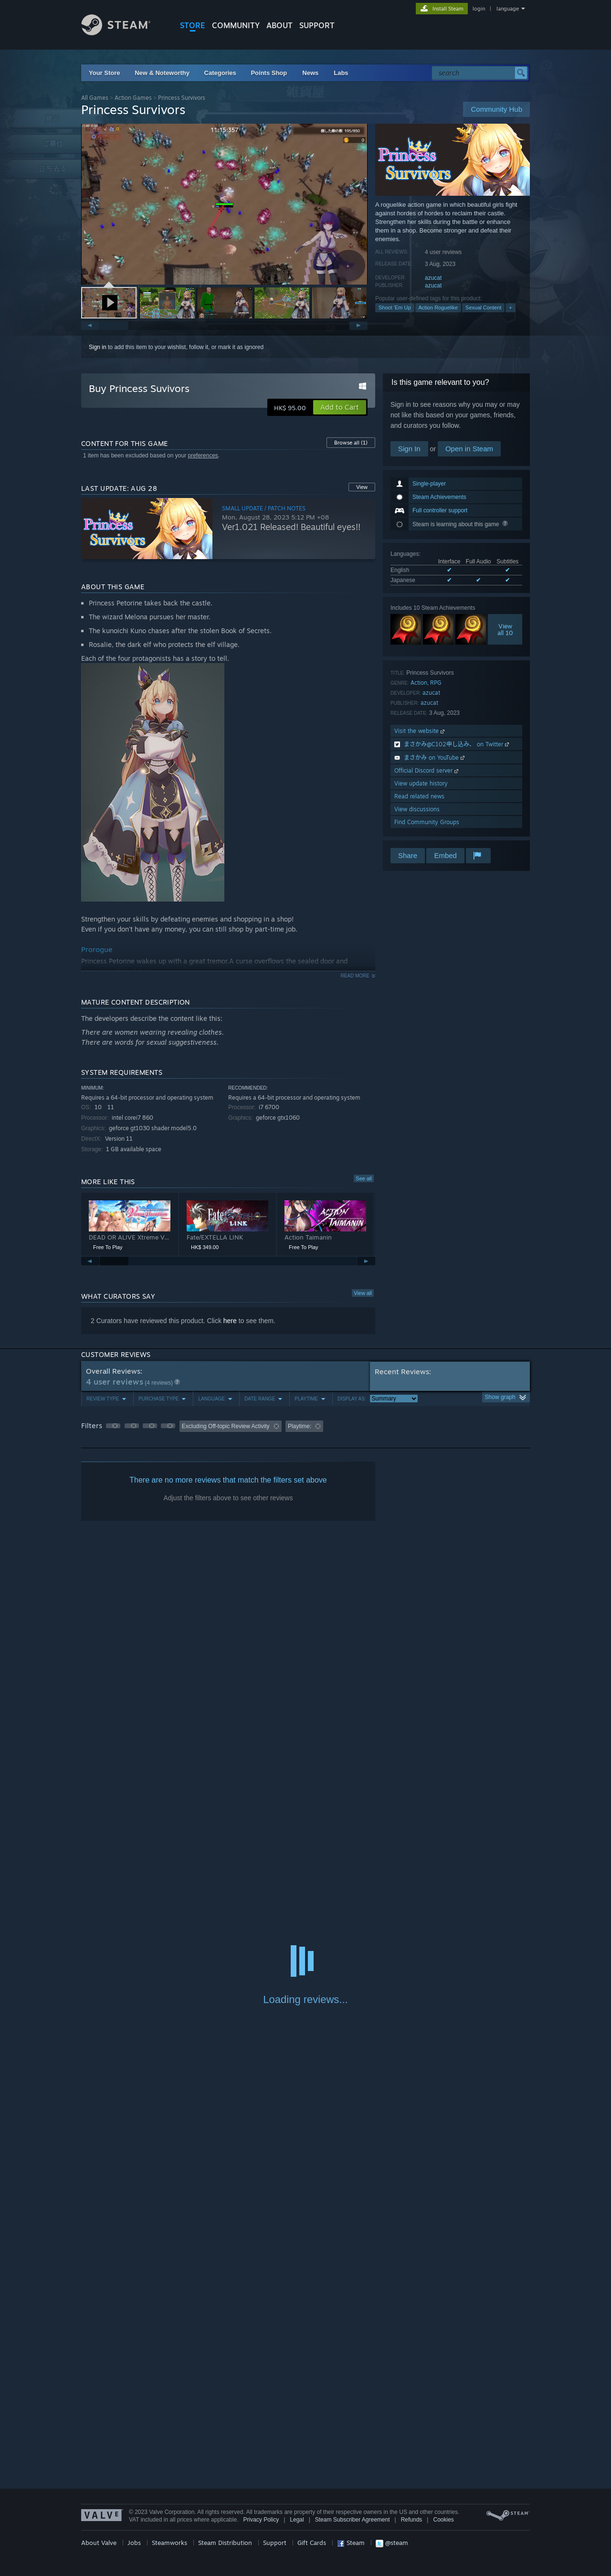 Install Steam
login | language
STEAM
STORE COMMUNITY ABOUT SUPPORT
Your Store New & Noteworthy Categories Points Shop News Labs
search
All Games > Action Games > Princess Survivors
Princess Survivors
Community Hub
11:15:357
Princess Survivors
A roguelike action game in which beautiful girls fight against hordes of hordes to reclaim their castle. Strengthen her skills during the battle or enhance them in a shop. Become stronger and defeat their enemies.
ALL REVIEWS: 4 user reviews
RELEASE DATE: 3 Aug, 2023
DEVELOPER: azucat
PUBLISHER: azucat
Popular user-defined tags for this product:
Shoot 'Em Up Action Roguelike Sexual Content +
Sign in to add this item to your wishlist, follow it, or mark it as ignored
Buy Princess Suvivors
HK$ 95.00 Add to Cart
CONTENT FOR THIS GAME
Browse all (1)
1 item has been excluded based on your preferences.
LAST UPDATE: AUG 28
View
Princess Survivors
SMALL UPDATE / PATCH NOTES
Mon, August 28, 2023 5:12 PM +08
Ver1.021 Released! Beautiful eyes!!
ABOUT THIS GAME
Princess Petorine takes back the castle.
The wizard Melona pursues her master.
The kunoichi Kuno chases after the stolen Book of Secrets.
Rosalie, the dark elf who protects the elf village.
Each of the four protagonists has a story to tell.
Strengthen your skills by defeating enemies and shopping in a shop!
Even if you don't have any money, you can still shop by part-time job.
Prorogue
Princess Petorine wakes up with a great tremor.A curse overflows the sealed door and
READ MORE
MATURE CONTENT DESCRIPTION
The developers describe the content like this:
There are women wearing revealing clothes.
There are words for sexual suggestiveness.
SYSTEM REQUIREMENTS
MINIMUM:
Requires a 64-bit processor and operating system
OS: 10 11
Processor: intel corei7 860
Graphics: geforce gt1030 shader model5.0
DirectX: Version 11
Storage: 1 GB available space
RECOMMENDED:
Requires a 64-bit processor and operating system
Processor: i7 6700
Graphics: geforce gtx1060
MORE LIKE THIS
See all
DEAD OR ALIVE Xtreme V...
Free To Play
Fate/EXTELLA LINK
HK$ 349.00
Action Taimanin
Free To Play
WHAT CURATORS SAY
View all
2 Curators have reviewed this product. Click here to see them.
Is this game relevant to you?
Sign in to see reasons why you may or may not like this based on your games, friends, and curators you follow.
Sign In or Open in Steam
Single-player
Steam Achievements
Full controller support
Steam is learning about this game ?
Languages:
Interface Full Audio Subtitles
English ✔ ✔
Japanese ✔ ✔ ✔
Includes 10 Steam Achievements
View all 10
TITLE: Princess Survivors
GENRE: Action, RPG
DEVELOPER: azucat
PUBLISHER: azucat
RELEASE DATE: 3 Aug, 2023
Visit the website
まさかみ@C102申し込み、 on Twitter
まさかみ on YouTube
Official Discord server
View update history
Read related news
View discussions
Find Community Groups
Share Embed
CUSTOMER REVIEWS
Overall Reviews:
4 user reviews (4 reviews) ?
Recent Reviews:
REVIEW TYPE PURCHASE TYPE LANGUAGE DATE RANGE PLAYTIME DISPLAY AS: Summary
Show graph
Filters
Excluding Off-topic Review Activity
Playtime:
There are no more reviews that match the filters set above
Adjust the filters above to see other reviews
Loading reviews...
VALVE
© 2023 Valve Corporation. All rights reserved. All trademarks are property of their respective owners in the US and other countries.
VAT included in all prices where applicable. Privacy Policy | Legal | Steam Subscriber Agreement | Refunds | Cookies
STEAM
About Valve | Jobs | Steamworks | Steam Distribution | Support | Gift Cards | Steam | @steam